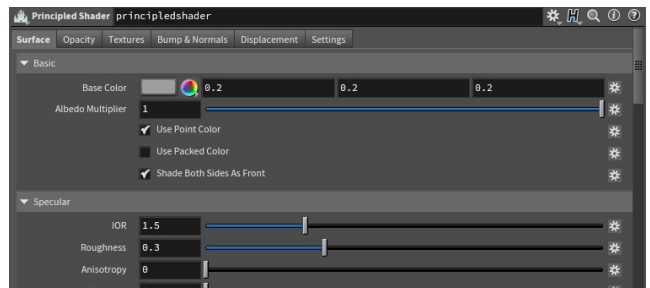 Principled Shader principledshader
Surface Opacity Textures Bump & Normals Displacement Settings
Basic
Base Color 0.2 0.2 0.2
Albedo Multiplier 1
Use Point Color
Use Packed Color
Shade Both Sides As Front
Specular
IOR 1.5
Roughness 0.3
Anisotropy 0